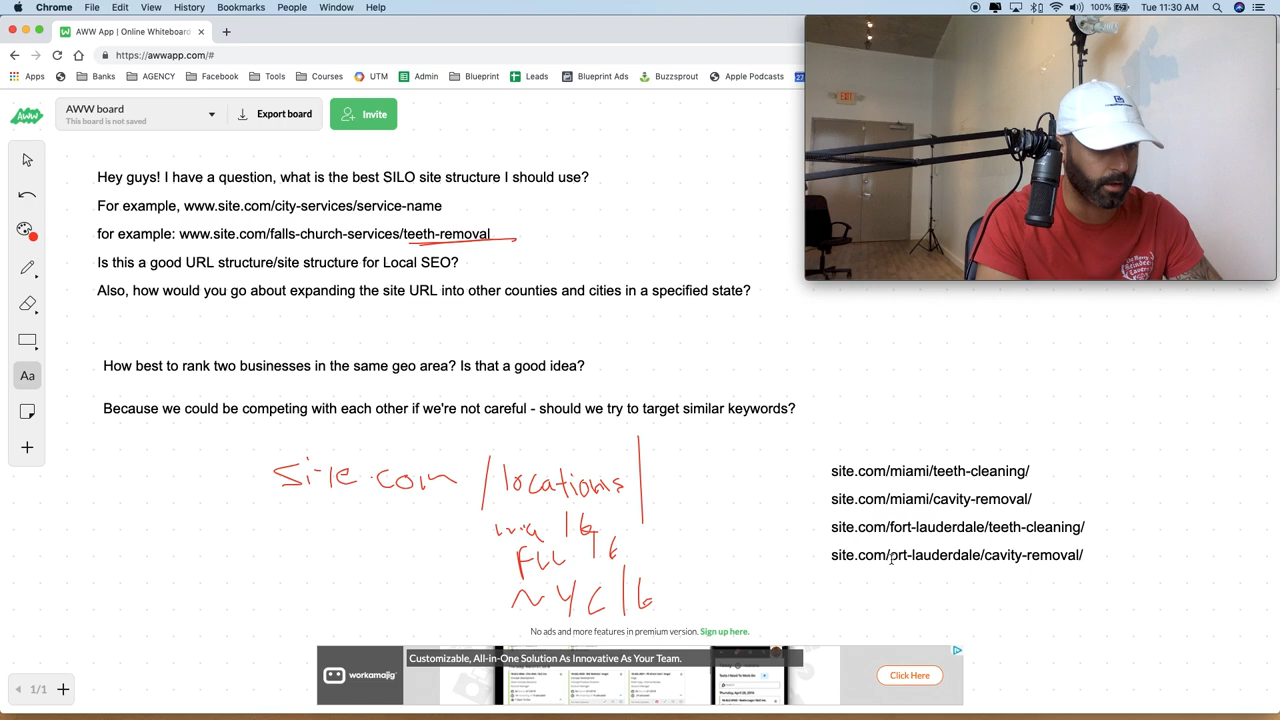 Chrome File Edit View History Bookmarks People Window Help
100% Tue 11:30 AM
AWW App | Online Whiteboard
https://awwapp.com/#
Apps Banks AGENCY Facebook Tools Courses UTM Admin Blueprint Leads Blueprint Ads Buzzsprout Apple Podcasts 27
EXIT
AWW
AWW board
This board is not saved
Export board
Invite
Hey guys! I have a question, what is the best SILO site structure I should use?
For example, www.site.com/city-services/service-name
for example: www.site.com/falls-church-services/teeth-removal
Is this a good URL structure/site structure for Local SEO?
Also, how would you go about expanding the site URL into other counties and cities in a specified state?
How best to rank two businesses in the same geo area? Is that a good idea?
Because we could be competing with each other if we're not careful - should we try to target similar keywords?
Aa
site.com /locations/
FLL
NYC
site.com/miami/teeth-cleaning/
site.com/miami/cavity-removal/
site.com/fort-lauderdale/teeth-cleaning/
site.com/ort-lauderdale/cavity-removal/
No ads and more features in premium version. Sign up here.
workamajig
Customizable, All-in-One Solution As Innovative As Your Team.
Click Here
1/1